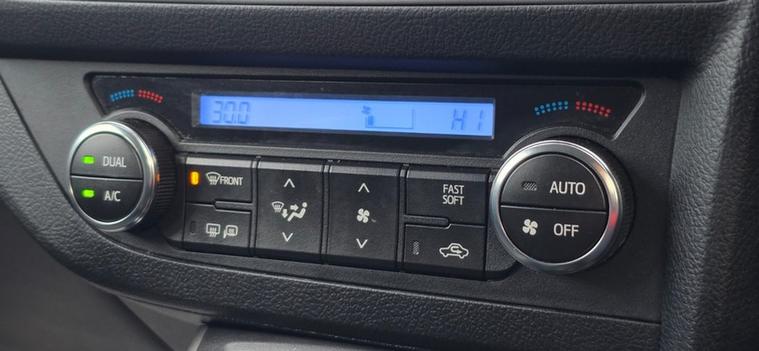 30.0
HI
DUAL
A/C
FRONT
FAST
SOFT
AUTO
OFF